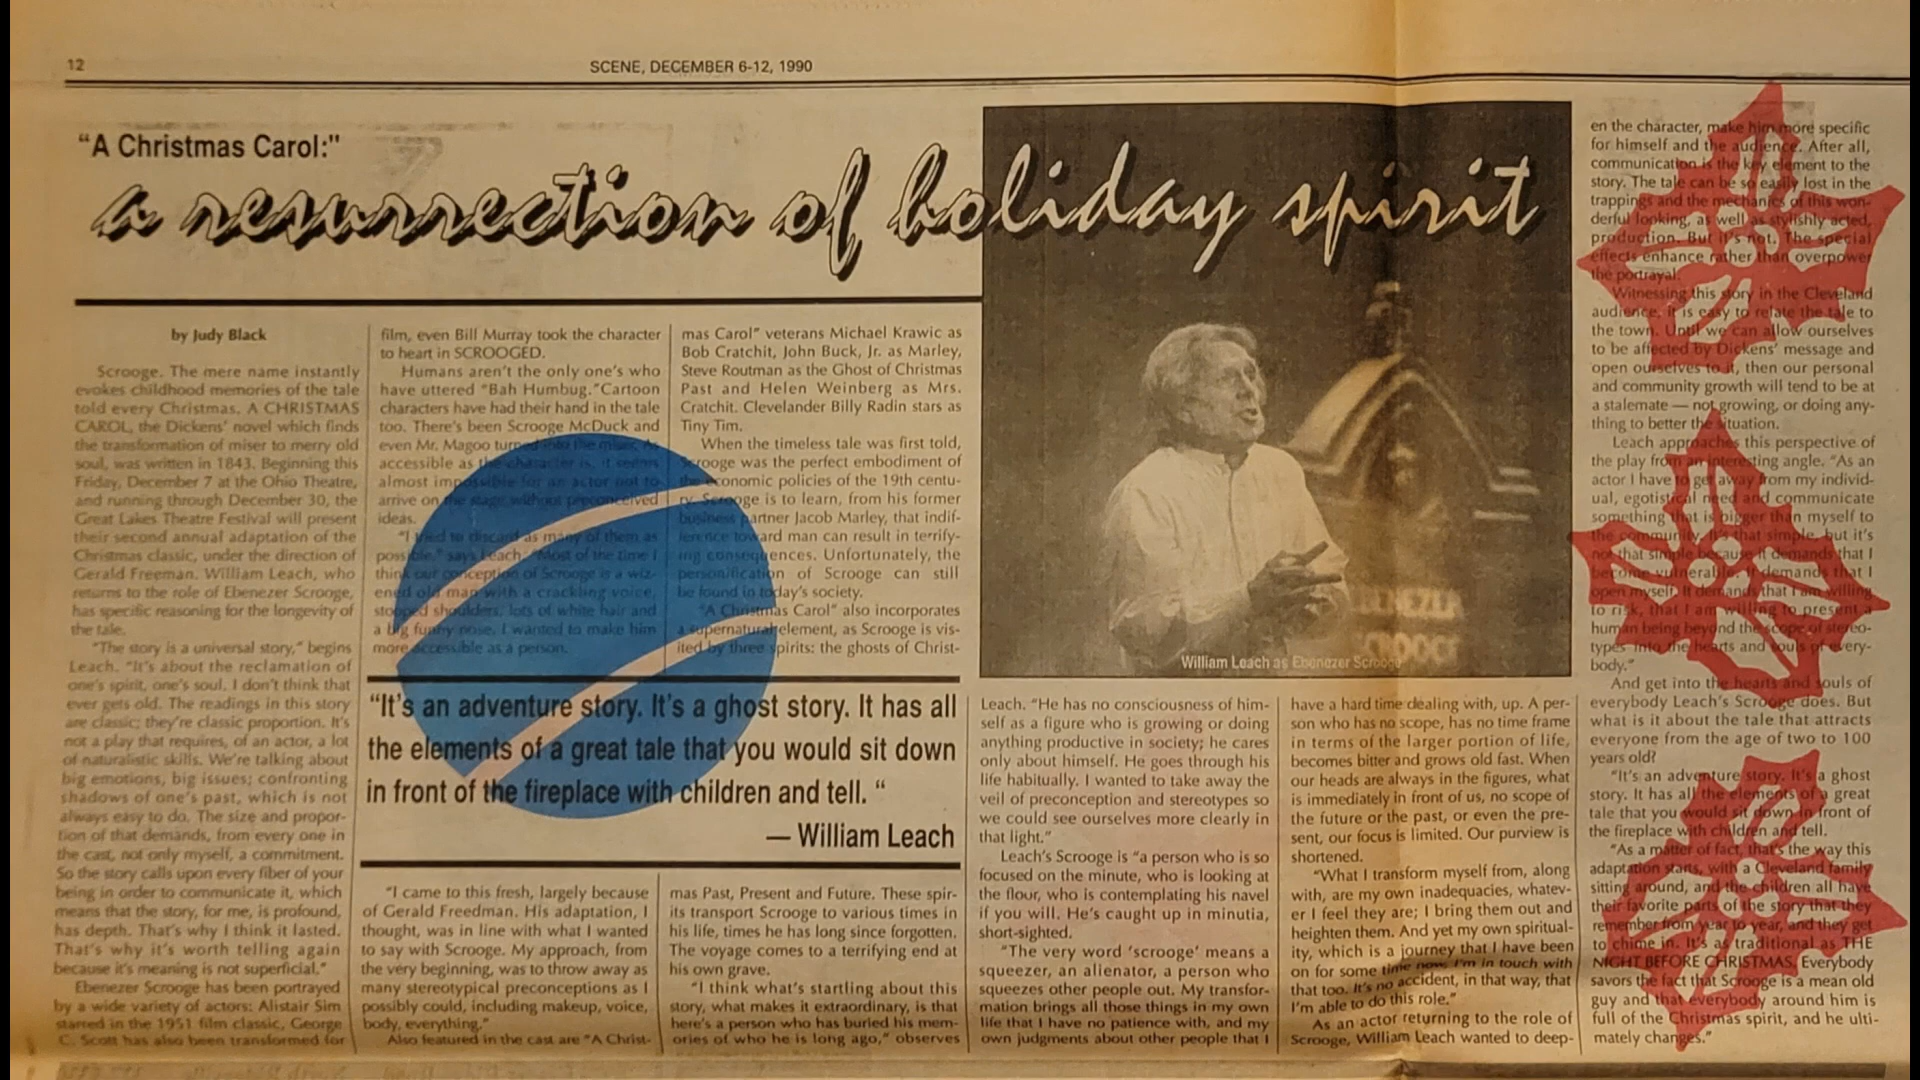 12
SCENE, DECEMBER 6-12, 1990
"A Christmas Carol:"
a resurrection of holiday spirit
by Judy Black
Scrooge. The mere name instantly
evokes childhood memories of the tale
told every Christmas. A CHRISTMAS
CAROL, the Dickens' novel which finds
the transformation of miser to merry old
soul, was written in 1843. Beginning this
Friday, December 7 at the Ohio Theatre,
and running through December 30, the
Great Lakes Theatre Festival will present
their second annual adaptation of the
Christmas classic, under the direction of
Gerald Freeman. William Leach, who
returns to the role of Ebenezer Scrooge,
has specific reasoning for the longevity of
the tale.
"The story is a universal story," begins
Leach. "It's about the reclamation of
one's spirit, one's soul. I don't think that
ever gets old. The readings in this story
are classic; they're classic proportion. It's
not a play that requires, of an actor, a lot
of naturalistic skills. We're talking about
big emotions, big issues; confronting
shadows of one's past, which is not
always easy to do. The size and propor-
tion of that demands, from every one in
the cast, not only myself, a commitment.
So the story calls upon every fiber of your
being in order to communicate it, which
means that the story, for me, is profound,
has depth. That's why I think it lasted.
That's why it's worth telling again
because it's meaning is not superficial."
Ebenezer Scrooge has been portrayed
by a wide variety of actors: Alistair Sim
starred in the 1951 film classic, George
C. Scott has also been transformed for
film, even Bill Murray took the character
to heart in SCROOGED.
Humans aren't the only one's who
have uttered "Bah Humbug." Cartoon
characters have had their hand in the tale
too. There's been Scrooge McDuck and
even Mr. Magoo turned into the miser. As
accessible as the character is, it seems
almost impossible for an actor not to
arrive on the stage without preconceived
ideas.
"I tried to discard as many of them as
possible," says Leach. "Most of the time I
think our conception of Scrooge is a wiz-
ened old man with a crackling voice,
stooped shoulders, lots of white hair and
a big funny nose. I wanted to make him
more accessible as a person.
"It's an adventure story. It's a ghost story. It has all
the elements of a great tale that you would sit down
in front of the fireplace with children and tell. "
— William Leach
"I came to this fresh, largely because
of Gerald Freedman. His adaptation, I
thought, was in line with what I wanted
to say with Scrooge. My approach, from
the very beginning, was to throw away as
many stereotypical preconceptions as I
possibly could, including makeup, voice,
body, everything."
Also featured in the cast are "A Christ-
mas Carol" veterans Michael Krawic as
Bob Cratchit, John Buck, Jr. as Marley,
Steve Routman as the Ghost of Christmas
Past and Helen Weinberg as Mrs.
Cratchit. Clevelander Billy Radin stars as
Tiny Tim.
When the timeless tale was first told,
Scrooge was the perfect embodiment of
the economic policies of the 19th centu-
ry. Scrooge is to learn, from his former
business partner Jacob Marley, that indif-
ference toward man can result in terrify-
ing consequences. Unfortunately, the
personification of Scrooge can still
be found in today's society.
"A Christmas Carol" also incorporates
a supernatural element, as Scrooge is vis-
ited by three spirits: the ghosts of Christ-
mas Past, Present and Future. These spir-
its transport Scrooge to various times in
his life, times he has long since forgotten.
The voyage comes to a terrifying end at
his own grave.
"I think what's startling about this
story, what makes it extraordinary, is that
here's a person who has buried his mem-
ories of who he is long ago," observes
EBENEZER
SCROOGE
William Leach as Ebenezer Scrooge
Leach. "He has no consciousness of him-
self as a figure who is growing or doing
anything productive in society; he cares
only about himself. He goes through his
life habitually. I wanted to take away the
veil of preconception and stereotypes so
we could see ourselves more clearly in
that light."
Leach's Scrooge is "a person who is so
focused on the minute, who is looking at
the floor, who is contemplating his navel
if you will. He's caught up in minutia,
short-sighted.
"The very word 'scrooge' means a
squeezer, an alienator, a person who
squeezes other people out. My transfor-
mation brings all those things in my own
life that I have no patience with, and my
own judgments about other people that I
have a hard time dealing with, up. A per-
son who has no scope, has no time frame
in terms of the larger portion of life,
becomes bitter and grows old fast. When
our heads are always in the figures, what
is immediately in front of us, no scope of
the future or the past, or even the pre-
sent, our focus is limited. Our purview is
shortened.
"What I transform myself from, along
with, are my own inadequacies, whatev-
er I feel they are; I bring them out and
heighten them. And yet my own spiritual-
ity, which is a journey that I have been
on for some time now, I'm in touch with
that too. It's no accident, in that way, that
I'm able to do this role."
As an actor returning to the role of
Scrooge, William Leach wanted to deep-
en the character, make him more specific
for himself and the audience. After all,
communication is the key element to the
story. The tale can be so easily lost in the
trappings and the mechanics of this won-
derful looking, as well as stylishly acted,
production. But it's not. The special
effects enhance rather than overpower
the portrayal.
Witnessing this story in the Cleveland
audience, it is easy to relate the tale to
the town. Until we can allow ourselves
to be affected by Dickens' message and
open ourselves to it, then our personal
and community growth will tend to be at
a stalemate — not growing, or doing any-
thing to better the situation.
Leach approaches this perspective of
the play from an interesting angle. "As an
actor I have to get away from my individ-
ual, egotistical need and communicate
something that is bigger than myself to
the community. It's that simple, but it's
not that simple because it demands that I
become vulnerable. It demands that I
open myself. It demands that I am willing
to risk, that I am willing to present a
human being beyond the scope of stereo-
types into the hearts and souls of every-
body."
And get into the hearts and souls of
everybody Leach's Scrooge does. But
what is it about the tale that attracts
everyone from the age of two to 100
years old?
"It's an adventure story. It's a ghost
story. It has all the elements of a great
tale that you would sit down in front of
the fireplace with children and tell.
"As a matter of fact, that's the way this
adaptation starts, with a Cleveland family
sitting around, and the children all have
their favorite parts of the story that they
remember from year to year, and they get
to chime in. It's as traditional as THE
NIGHT BEFORE CHRISTMAS. Everybody
savors the fact that Scrooge is a mean old
guy and that everybody around him is
full of the Christmas spirit, and he ulti-
mately changes."